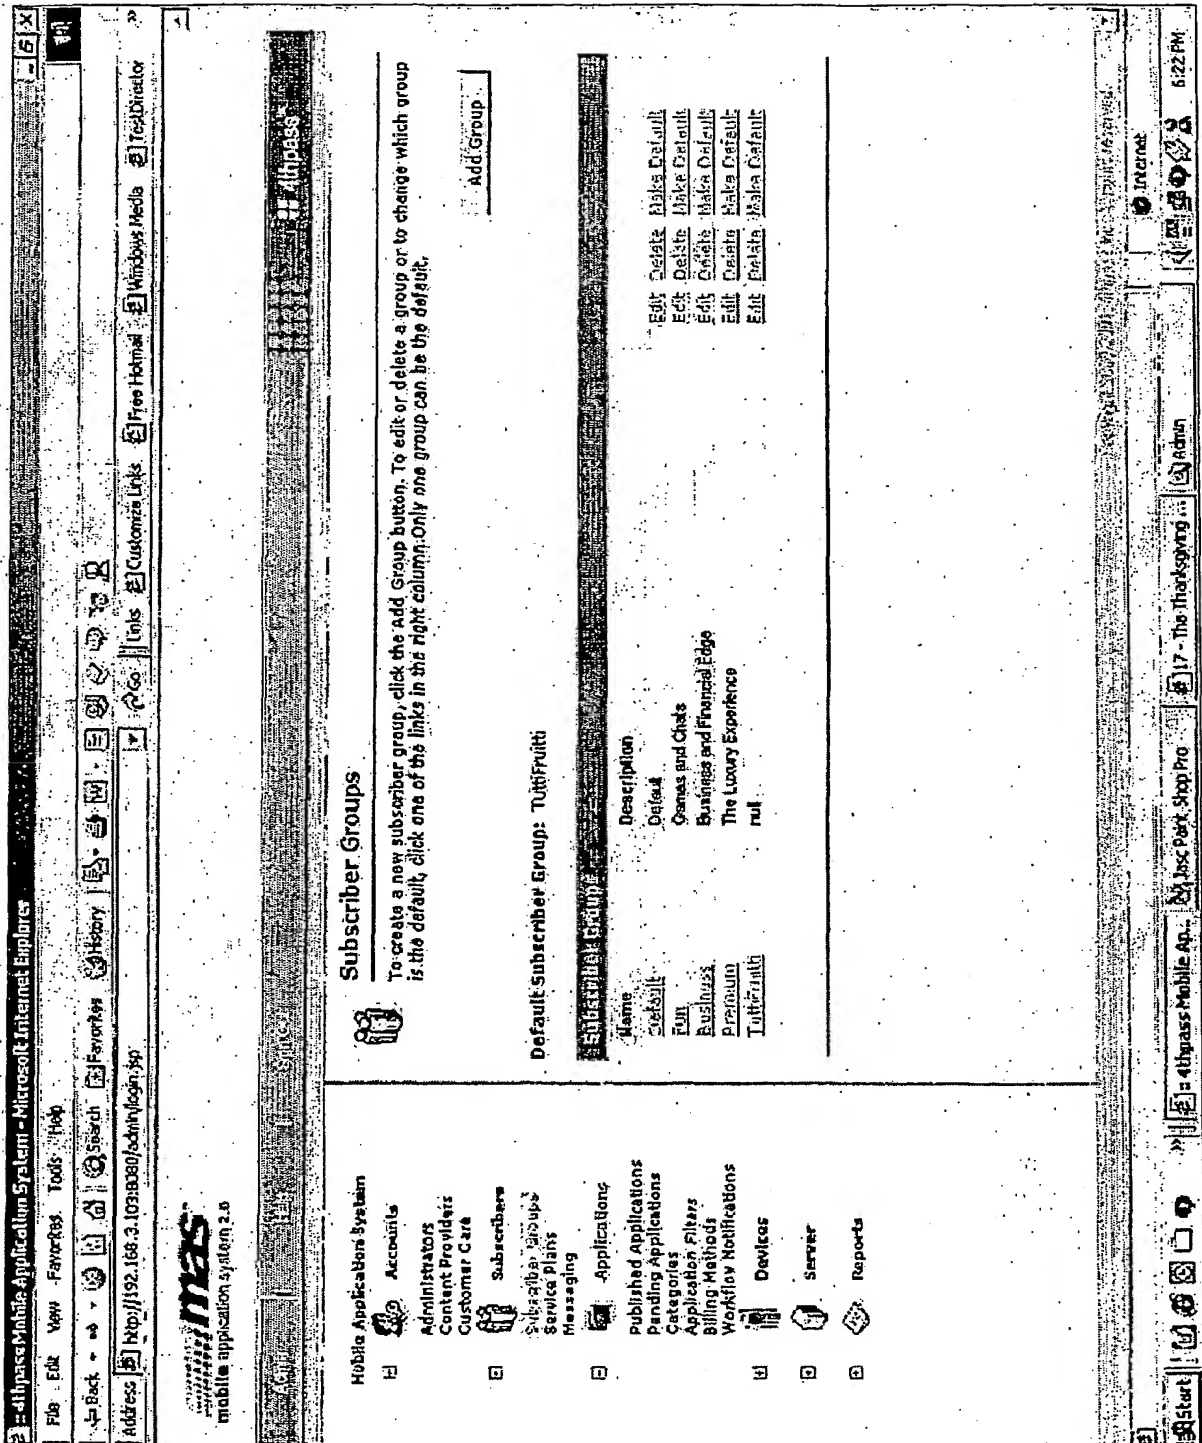 4thpass Mobile Application System - Microsoft Internet Explorer
File Edit View Favorites Tools Help
Back Search Favorites History
Address http://192.168.3.103:8080/admin/login.jsp Go Links Customize Links Free Hotmail Windows Media TestDirector
mas
mobile application system 2.6
4thpass
Mobile Application System
Accounts
Administrators
Content Providers
Customer Care
Subscribers
Subscriber Groups
Service Plans
Messaging
Applications
Published Applications
Pending Applications
Categories
Application Filters
Billing Methods
Workflow Notifications
Devices
Server
Reports
Subscriber Groups
To create a new subscriber group, click the Add Group button. To edit or delete a group or to change which group
is the default, click one of the links in the right column. Only one group can be the default.
Add Group
Default Subscriber Group: TuttiFruitti
Subscriber Groups
Name Description
Default Default Edit Delete Make Default
Fun Games and Chats Edit Delete Make Default
Business Business and Financial Edge Edit Delete Make Default
Premium The Luxury Experience Edit Delete Make Default
TuttiFruitti null Edit Delete Make Default
Internet
Start 4thpass Mobile Ap... Jasc Paint Shop Pro 17 - The Thanksgiving ... Admin 6:22 PM